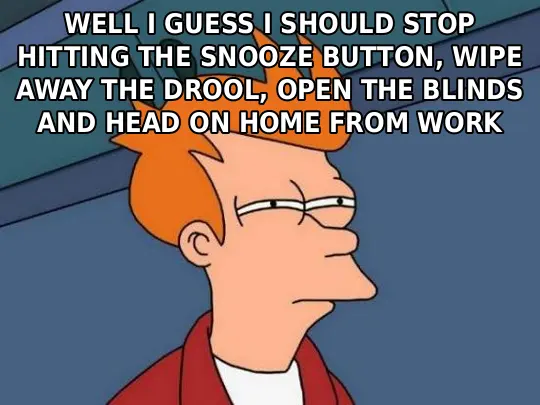 WELL I GUESS I SHOULD STOP
HITTING THE SNOOZE BUTTON, WIPE
AWAY THE DROOL, OPEN THE BLINDS
AND HEAD ON HOME FROM WORK